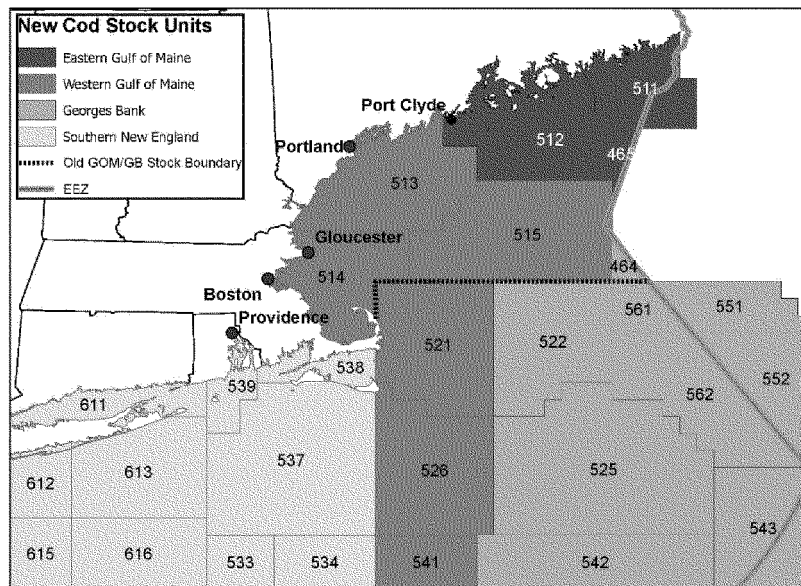 New Cod Stock Units
Eastern Gulf of Maine
Western Gulf of Maine
Georges Bank
Southern New England
Old GOM/GB Stock Boundary
EEZ
Port Clyde
511
512
465
Portland
513
515
Gloucester
464
514
Boston
Providence
561
551
521
522
538
539
562
552
611
537
613
526
525
612
543
615
616
533
534
541
542